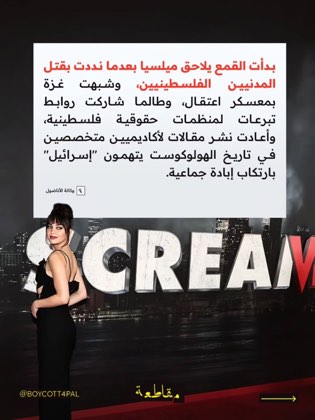 بدأت القمع يلاحق ميلسيا بعدما نددت بقتل
المدنيين الفلسطينيين، وشبهت غزة
بمعسكر اعتقال، وطالما شاركت روابط
تبرعات لمنظمات حقوقية فلسطينية،
وأعادت نشر مقالات لأكاديميين متخصصين
في تاريخ الهولوكوست يتهمون "إسرائيل"
بارتكاب إبادة جماعية.
وكالة الأناضول
SCREAM
مقاطعة
@BOYCOTT4PAL